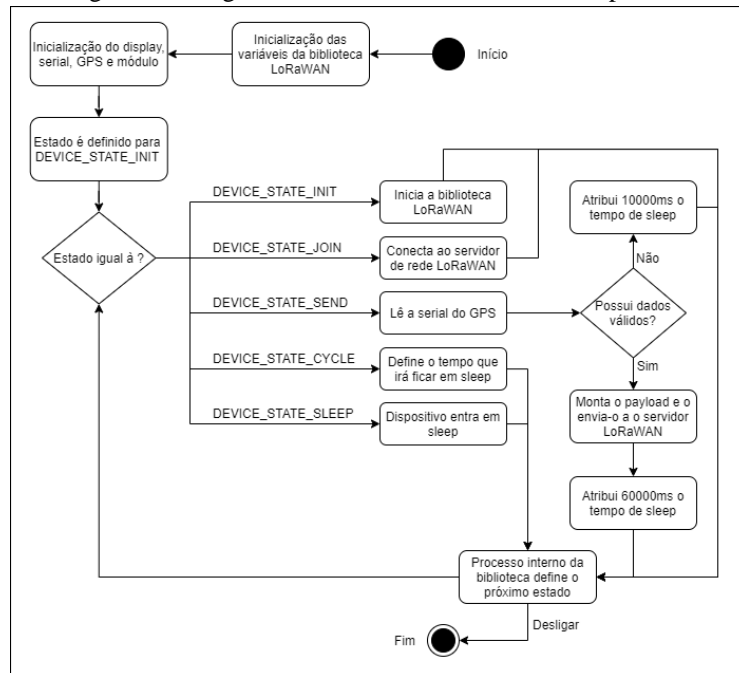 Inicialização do display,
serial, GPS e módulo
Inicialização das
variáveis da biblioteca
LoRaWAN
Início
Estado é definido para
DEVICE_STATE_INIT
Estado igual á ?
DEVICE_STATE_INIT
Inicia a biblioteca
LoRaWAN
DEVICE_STATE_JOIN
Conecta ao servidor
de rede LoRaWAN
DEVICE_STATE_SEND
Lê a serial do GPS
DEVICE_STATE_CYCLE
Define o tempo que
irá ficar em sleep
DEVICE_STATE_SLEEP
Dispositivo entra em
sleep
Atribui 10000ms o
tempo de sleep
Não
Possui dados
válidos?
Sim
Monta o payload e o
envia-o a o servidor
LoRaWAN
Atribui 60000ms o
tempo de sleep
Processo interno da
biblioteca define o
próximo estado
Desligar
Fim